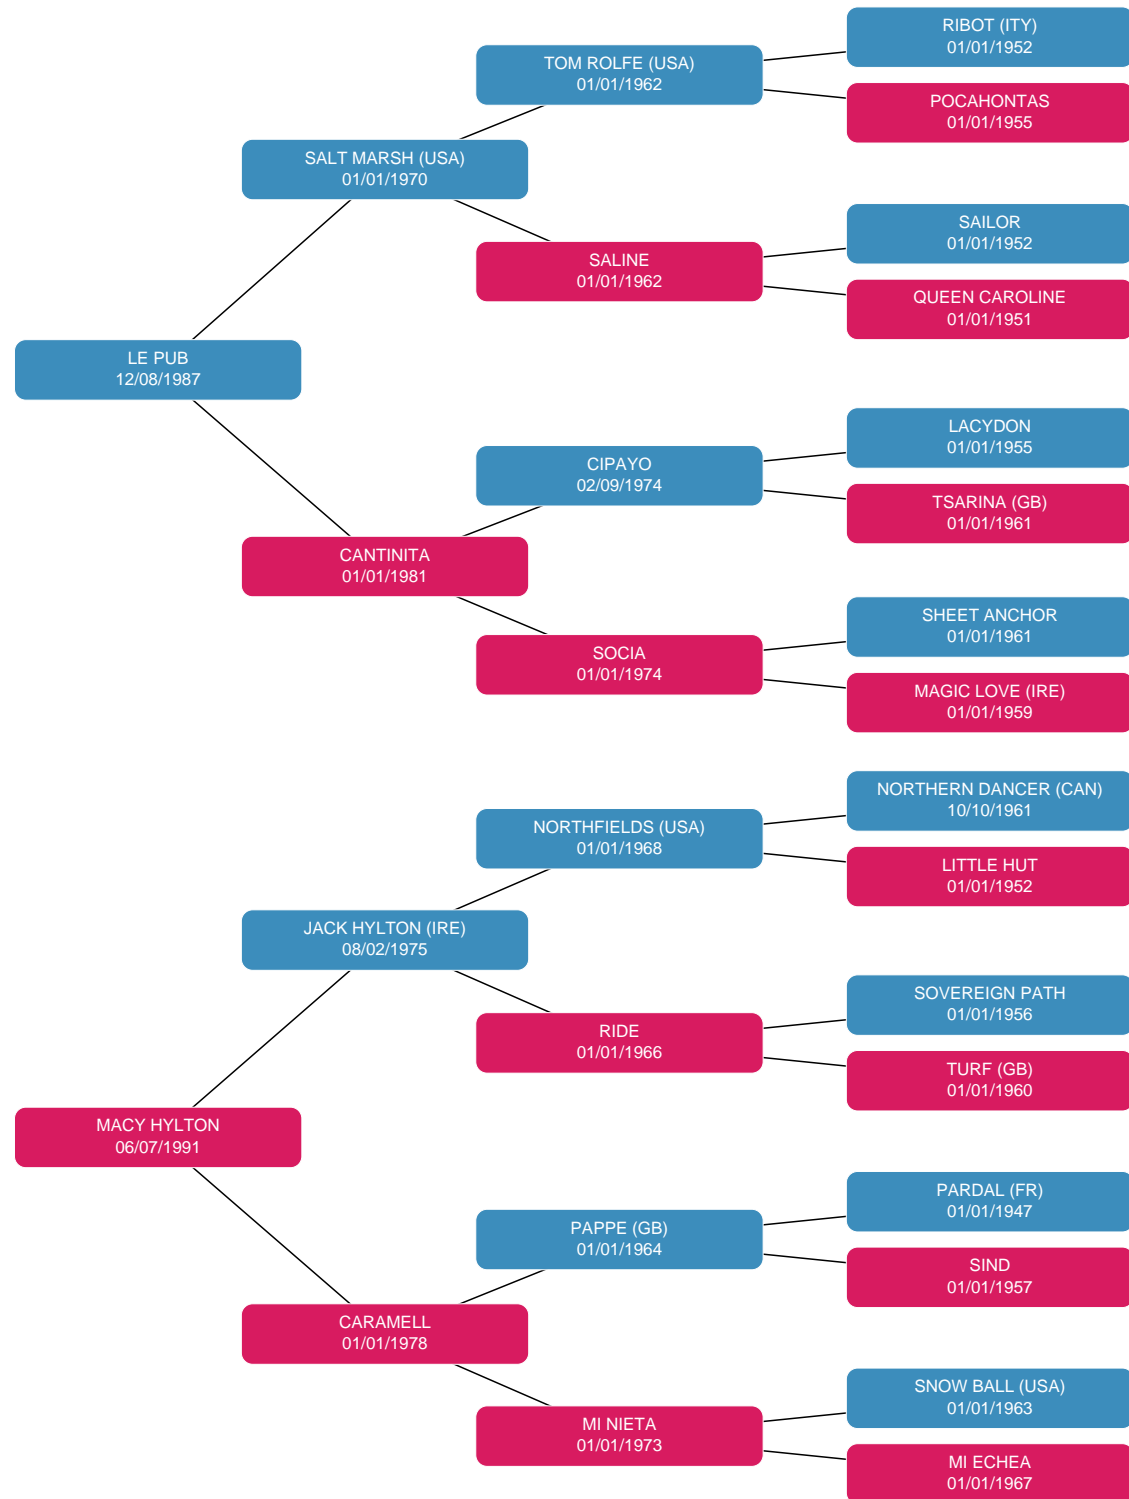 RIBOT (ITY)
01/01/1952
TOM ROLFE (USA)
01/01/1962
POCAHONTAS
01/01/1955
SALT MARSH (USA)
01/01/1970
SAILOR
01/01/1952
SALINE
01/01/1962
QUEEN CAROLINE
01/01/1951
LE PUB
12/08/1987
LACYDON
01/01/1955
CIPAYO
02/09/1974
TSARINA (GB)
01/01/1961
CANTINITA
01/01/1981
SHEET ANCHOR
01/01/1961
SOCIA
01/01/1974
MAGIC LOVE (IRE)
01/01/1959
NORTHERN DANCER (CAN)
10/10/1961
NORTHFIELDS (USA)
01/01/1968
LITTLE HUT
01/01/1952
JACK HYLTON (IRE)
08/02/1975
SOVEREIGN PATH
01/01/1956
RIDE
01/01/1966
TURF (GB)
01/01/1960
MACY HYLTON
06/07/1991
PARDAL (FR)
01/01/1947
PAPPE (GB)
01/01/1964
SIND
01/01/1957
CARAMELL
01/01/1978
SNOW BALL (USA)
01/01/1963
MI NIETA
01/01/1973
MI ECHEA
01/01/1967